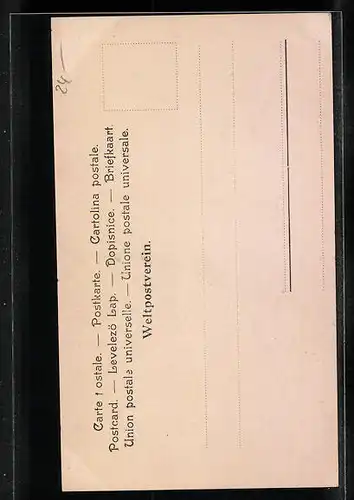 Carte postale. — Postkarte. — Cartolina postale.
Postcard. — Levelező Lap. — Dopisnice. — Briefkaart.
Union postale universelle. — Unione postale universale.
Weltpostverein.
24 —